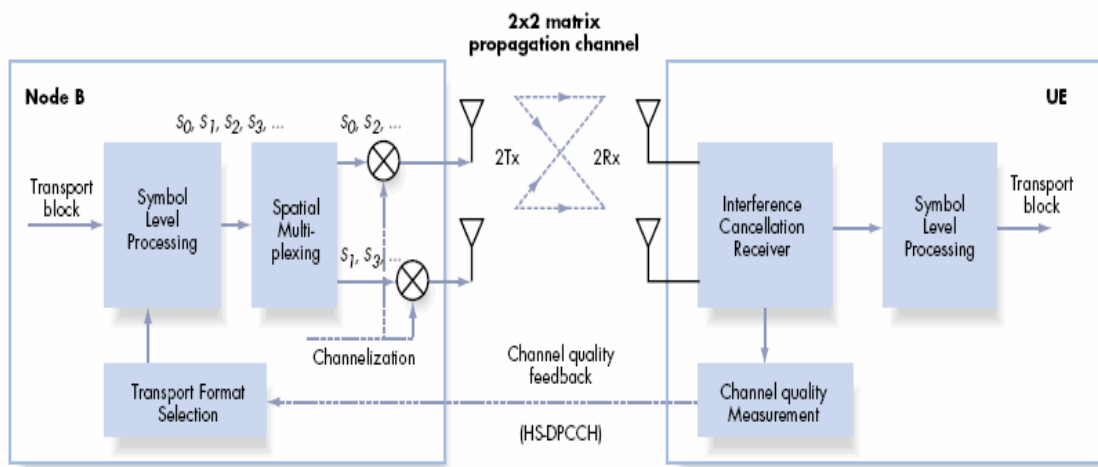 2x2 matrix
propagation channel
Node B
UE
S0, S1, S2, S3, ...
S0, S2, ...
2Tx
2Rx
Transport
block
Symbol
Level
Processing
Spatial
Multi-
plexing
Interference
Cancellation
Receiver
Symbol
Level
Processing
Transport
block
S1, S3, ...
Channelization
Channel quality
feedback
Transport Format
Selection
Channel quality
Measurement
(HS-DPCCH)